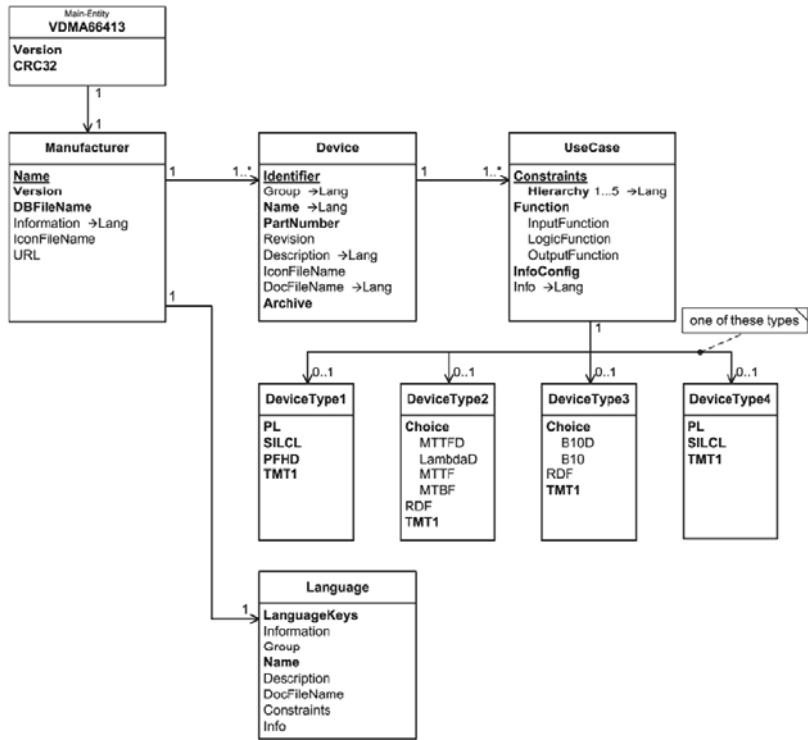 Main-Entity
VDMA66413
Version
CRC32
1
1
Manufacturer
Name
Version
DBFileName
Information →Lang
IconFileName
URL
1
1..*
Device
Identifier
Group →Lang
Name →Lang
PartNumber
Revision
Description →Lang
IconFileName
DocFileName →Lang
Archive
1
1..*
UseCase
Constraints
Hierarchy 1...5 →Lang
Function
InputFunction
LogicFunction
OutputFunction
InfoConfig
Info →Lang
1
1
one of these types
0..1
0..1
0..1
0..1
DeviceType1
PL
SILCL
PFHD
TMT1
DeviceType2
Choice
MTTFD
LambdaD
MTTF
MTBF
RDF
TMT1
DeviceType3
Choice
B10D
B10
RDF
TMT1
DeviceType4
PL
SILCL
TMT1
1
Language
LanguageKeys
Information
Group
Name
Description
DocFileName
Constraints
Info